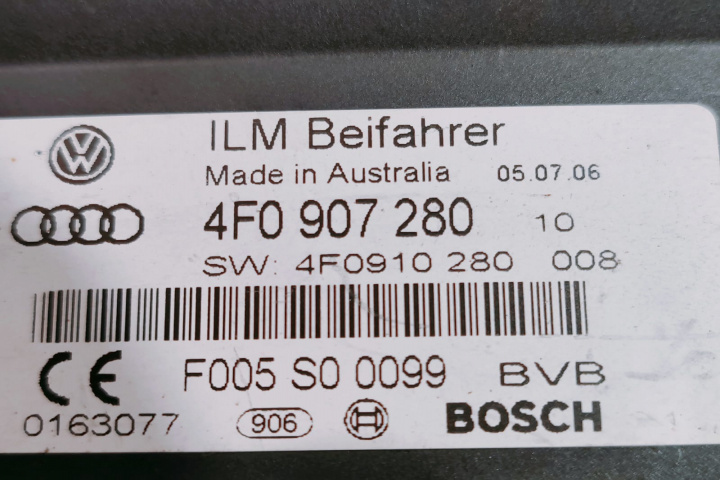 ILM Beifahrer
Made in Australia 05.07.06
4F0 907 280 10
SW: 4F0910 280 008
CE F005 S0 0099 BVB
0163077 906 BOSCH